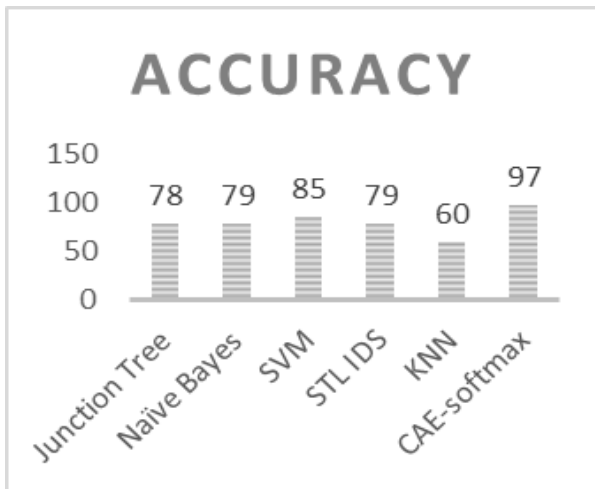 ACCURACY
150
100
50
0
78
79
85
79
60
97
Junction Tree
Naïve Bayes
SVM
STL IDS
KNN
CAE-softmax